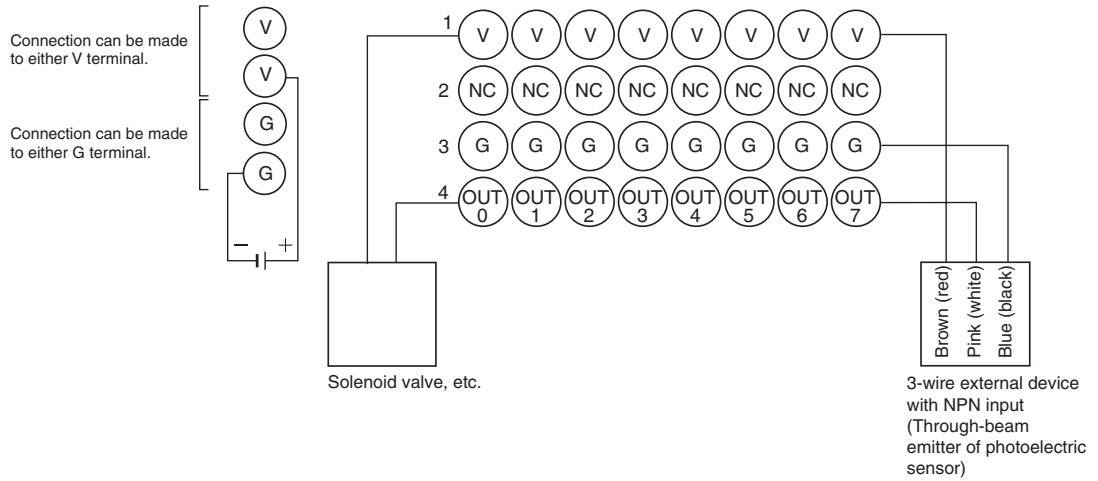 Connection can be made
to either V terminal.
Connection can be made
to either G terminal.
V
V
G
G
− +
1 V V V V V V V V
2 NC NC NC NC NC NC NC NC
3 G G G G G G G G
4 OUT OUT OUT OUT OUT OUT OUT OUT
0 1 2 3 4 5 6 7
Solenoid valve, etc.
Brown (red)
Pink (white)
Blue (black)
3-wire external device
with NPN input
(Through-beam
emitter of photoelectric
sensor)